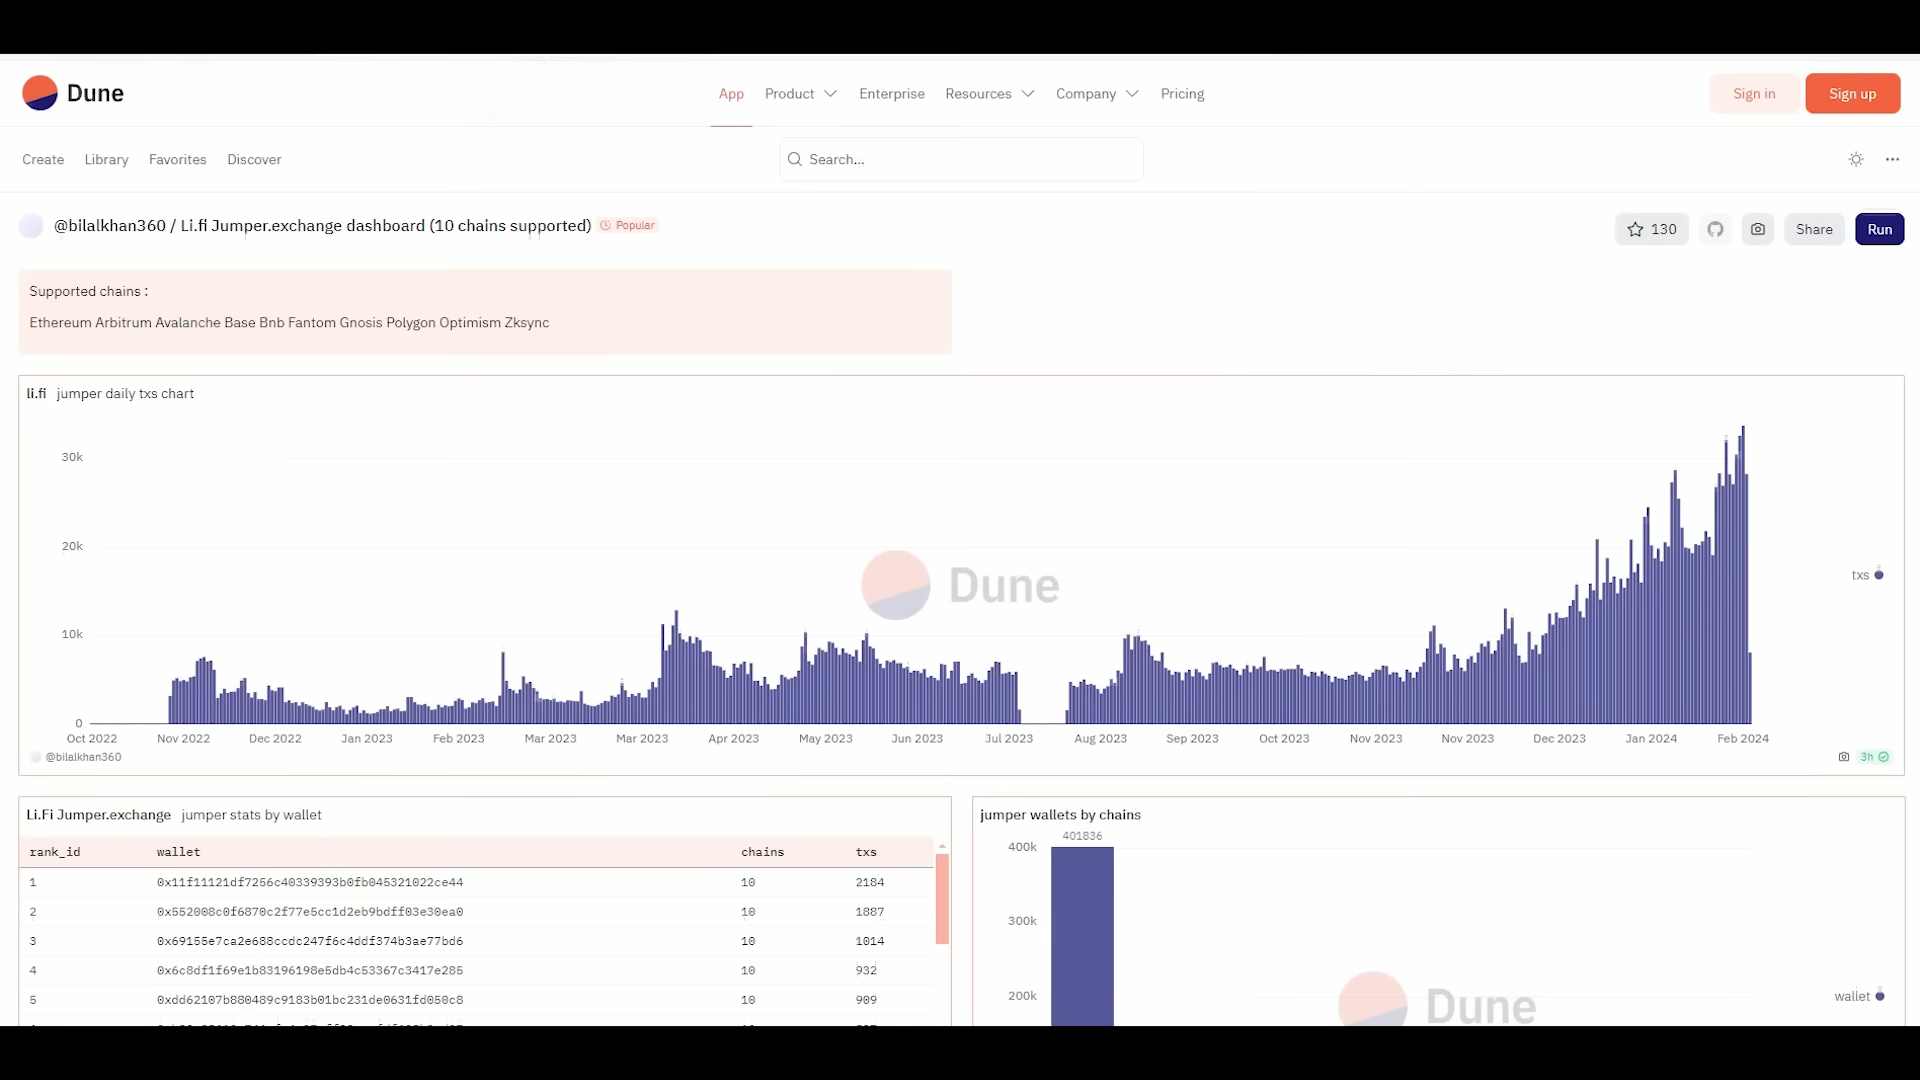 Dune
App Product Enterprise Resources Company Pricing
Sign in Sign up
Create Library Favorites Discover
Search...
@bilalkhan360 / Li.fi Jumper.exchange dashboard (10 chains supported) Popular
130 Share Run
Supported chains :
Ethereum Arbitrum Avalanche Base Bnb Fantom Gnosis Polygon Optimism Zksync
li.fi jumper daily txs chart
30k
20k
10k
0
Dune
txs
Oct 2022 Nov 2022 Dec 2022 Jan 2023 Feb 2023 Mar 2023 Mar 2023 Apr 2023 May 2023 Jun 2023 Jul 2023 Aug 2023 Sep 2023 Oct 2023 Nov 2023 Nov 2023 Dec 2023 Jan 2024 Feb 2024
@bilalkhan360 3h
Li.Fi Jumper.exchange jumper stats by wallet
rank_id wallet chains txs
1 0x11f11121df7256c40339393b0fb045321022ce44 10 2184
2 0x552008c0f6870c2f77e5cc1d2eb9bdff03e30ea0 10 1887
3 0x69155e7ca2e688ccdc247f6c4ddf374b3ae77bd6 10 1014
4 0x6c8df1f69e1b83196198e5db4c53367c3417e285 10 932
5 0xdd62107b880489c9183b01bc231de0631fd050c8 10 909
jumper wallets by chains
401836
400k
300k
200k
Dune
wallet